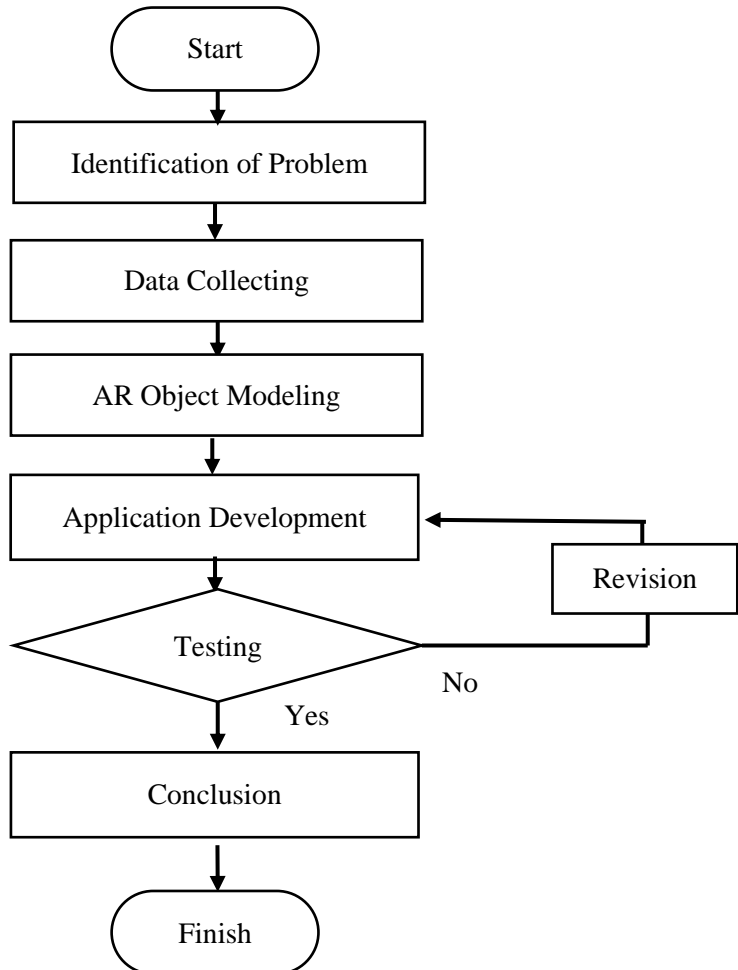 Start
Identification of Problem
Data Collecting
AR Object Modeling
Application Development
Revision
Testing
No
Yes
Conclusion
Finish